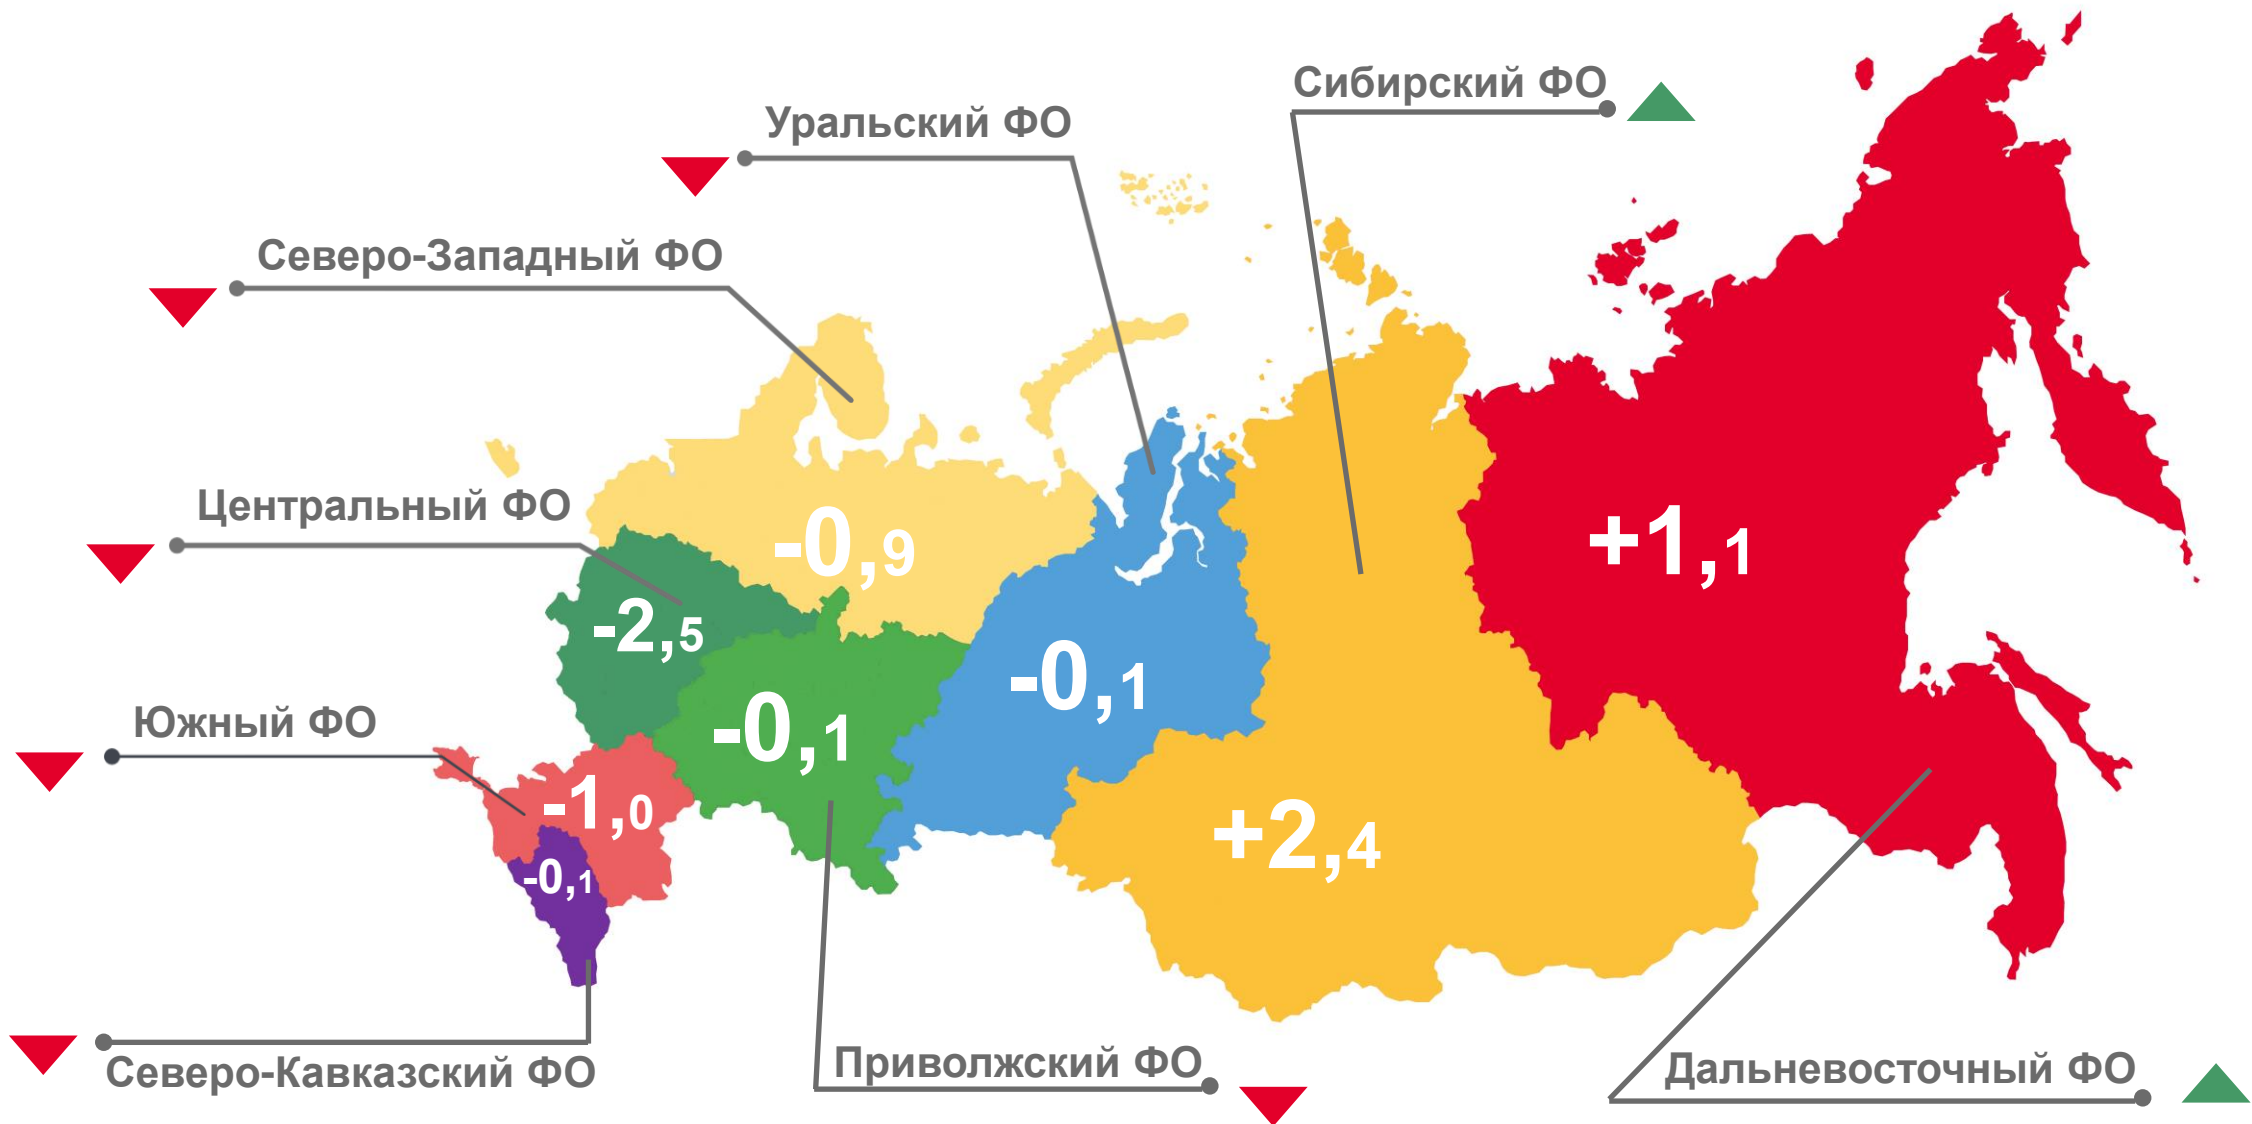 Сибирский ФО
Уральский ФО
Северо-Западный ФО
Центральный ФО
-0,9
+1,1
-2,5
-0,1
Южный ФО
-0,1
-1,0
+2,4
-0,1
Северо-Кавказский ФО
Приволжский ФО
Дальневосточный ФО